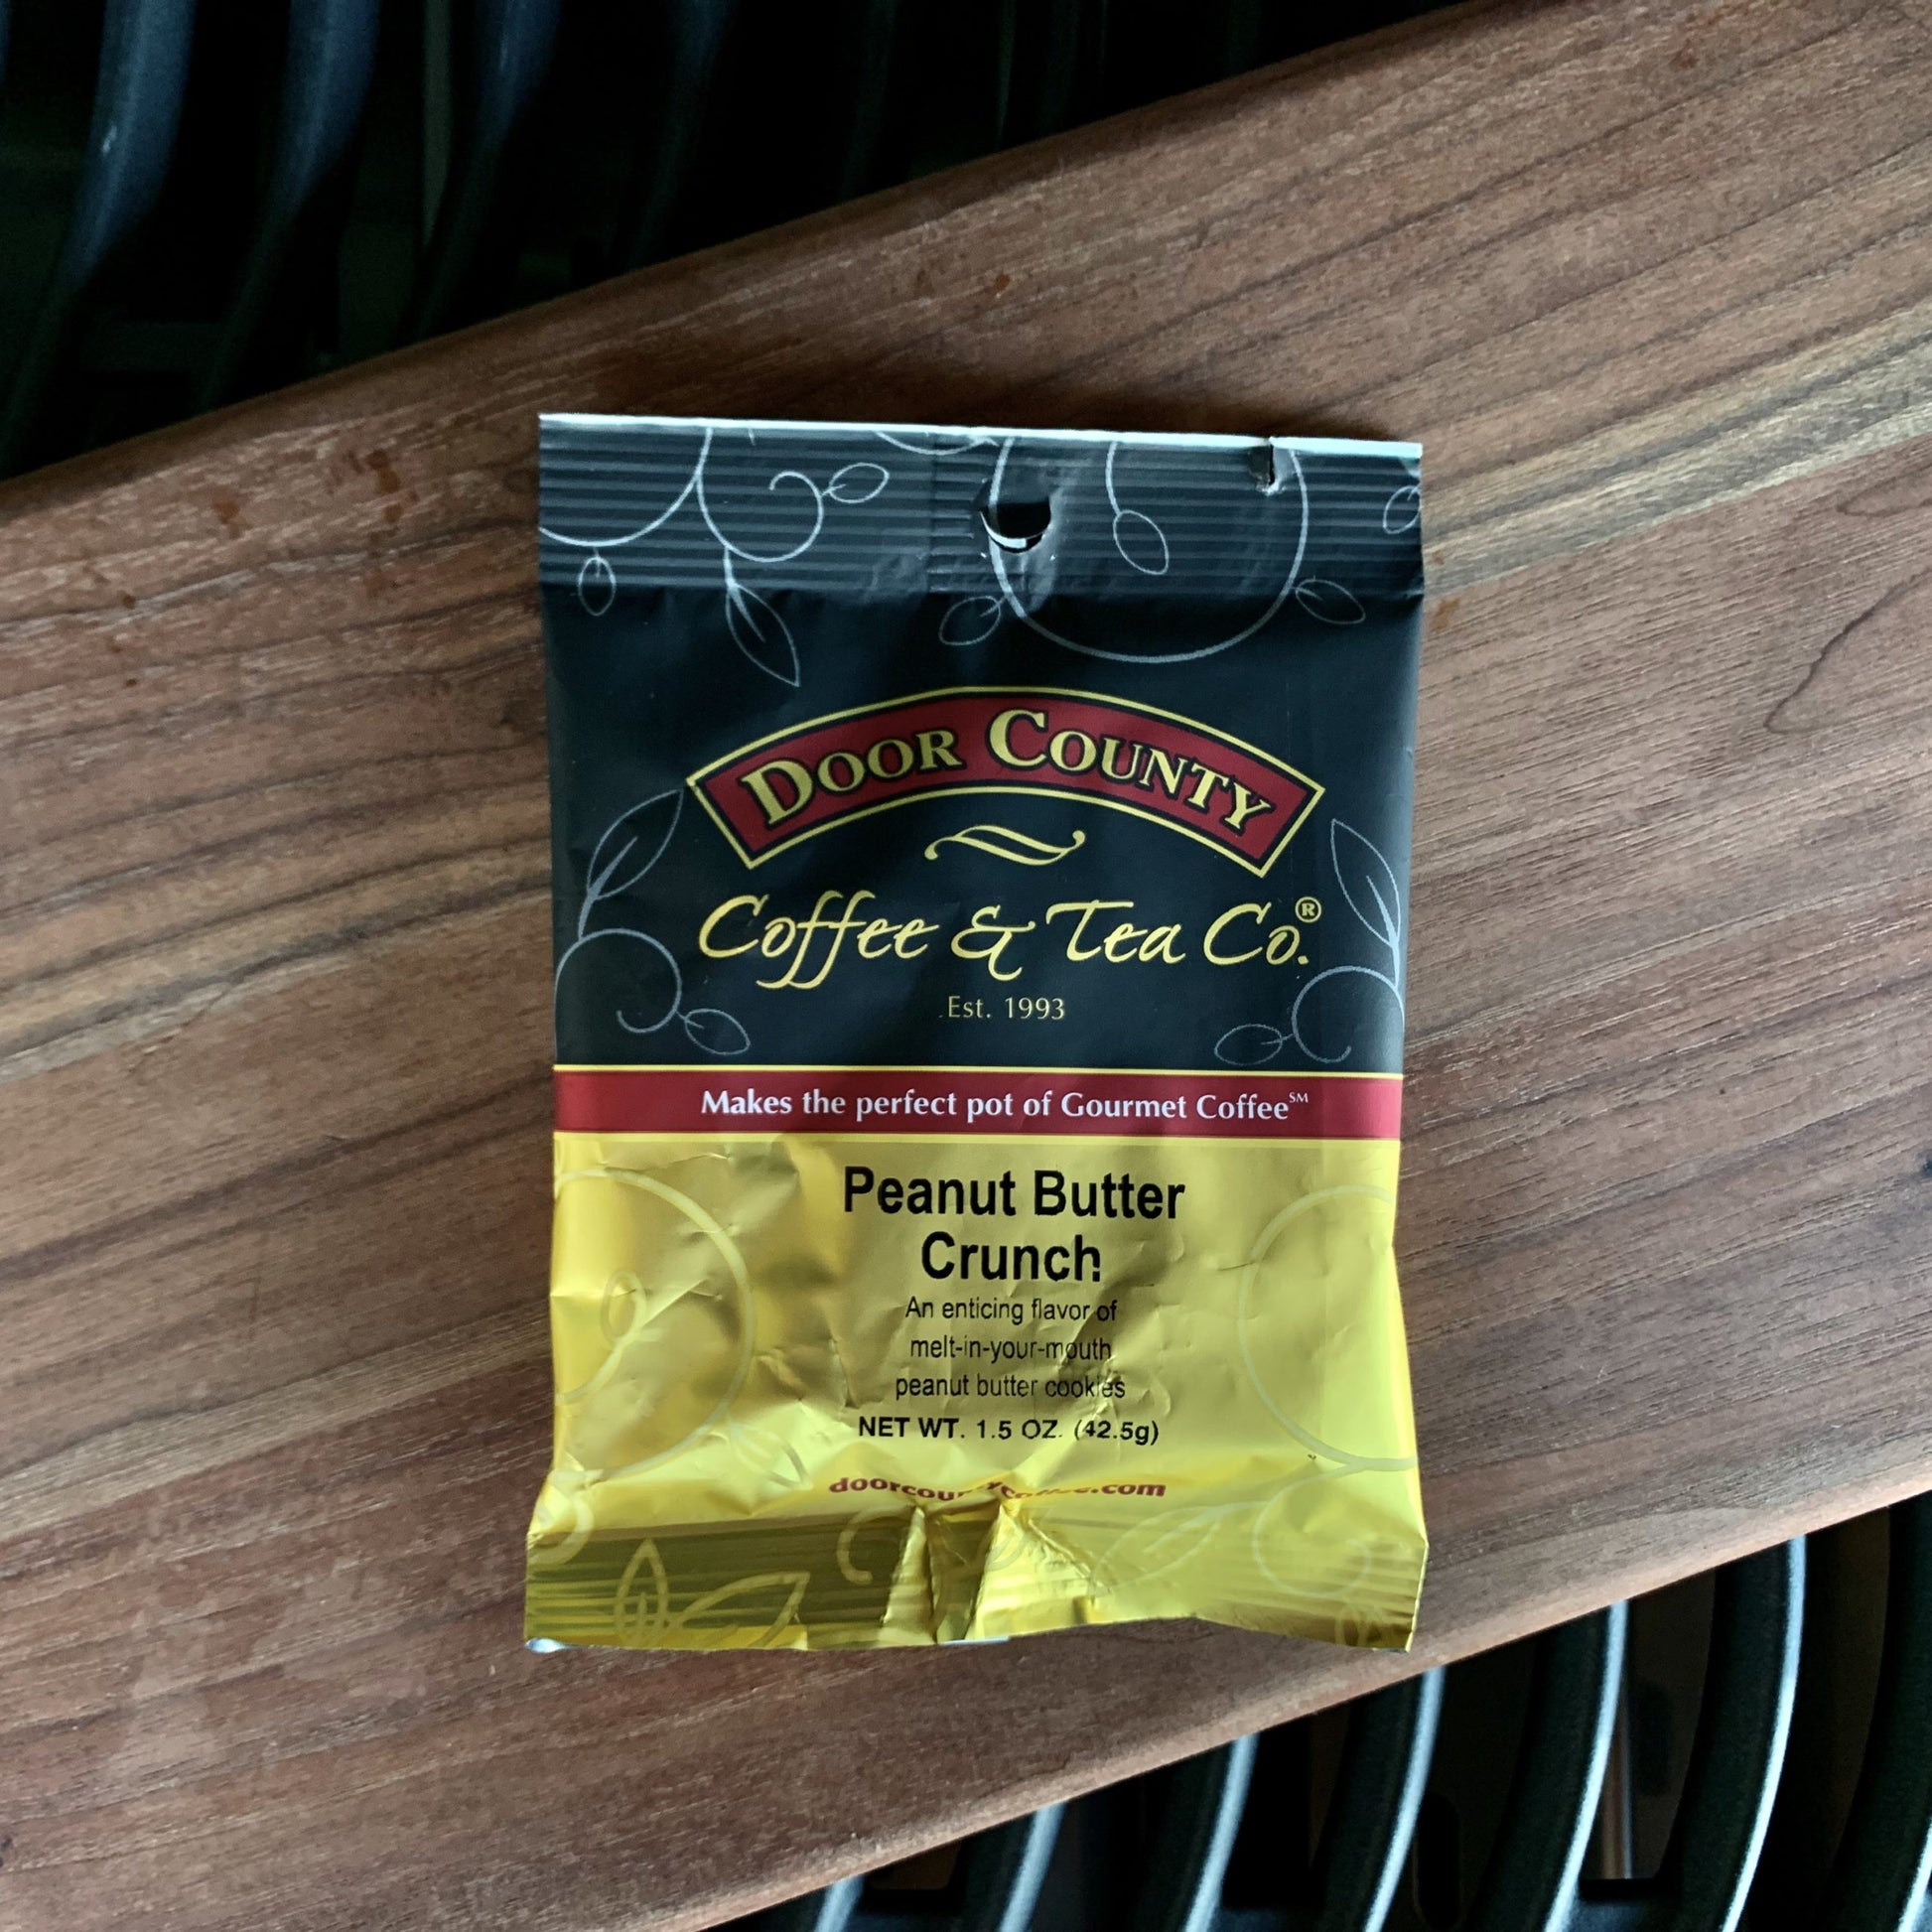 DOOR COUNTY
Coffee & Tea Co.®
Est. 1993
Makes the perfect pot of Gourmet Coffee℠
Peanut Butter
Crunch
An enticing flavor of
melt-in-your-mouth
peanut butter cookies
NET WT. 1.5 OZ. (42.5g)